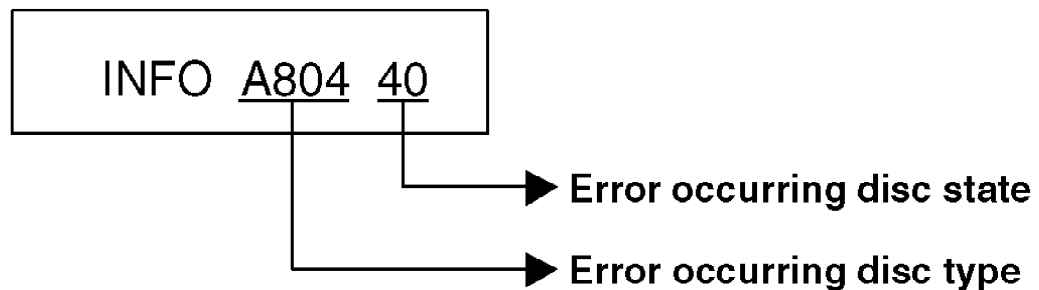 INFO A804 40
Error occurring disc state
Error occurring disc type